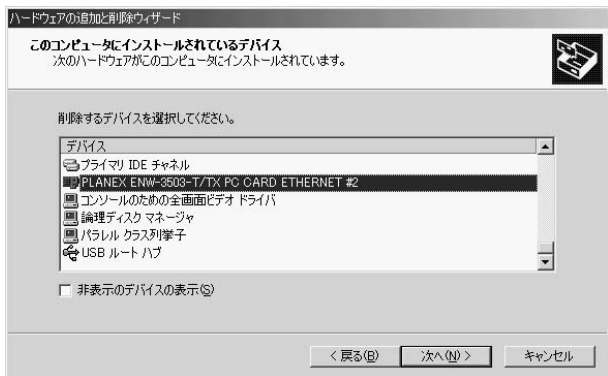 ハードウェアの追加と削除ウィザード
このコンピュータにインストールされているデバイス
次のハードウェアがこのコンピュータにインストールされています。
削除するデバイスを選択してください。
デバイス
プライマリ IDE チャネル
PLANEX ENW-3503-T/TX PC CARD ETHERNET #2
コンソールのための全画面ビデオ ドライバ
論理ディスク マネージャ
パラレル クラス列挙子
USB ルート ハブ
非表示のデバイスの表示(S)
< 戻る(B)
次へ(N) >
キャンセル